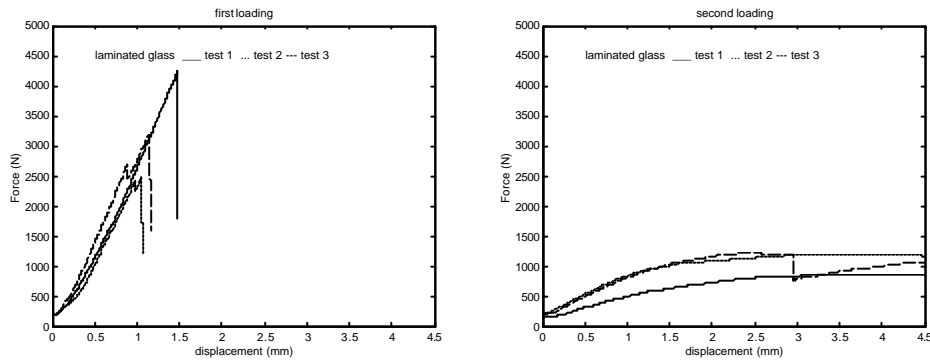 first loading
5000
4500
4000
3500
3000
2500
2000
1500
1000
500
0
Force (N)
laminated glass ___ test 1 ... test 2 --- test 3
0 0.5 1 1.5 2 2.5 3 3.5 4 4.5
displacement (mm)
second loading
5000
4500
4000
3500
3000
2500
2000
1500
1000
500
0
Force (N)
laminated glass ___ test 1 ... test 2 --- test 3
0 0.5 1 1.5 2 2.5 3 3.5 4 4.5
displacement (mm)